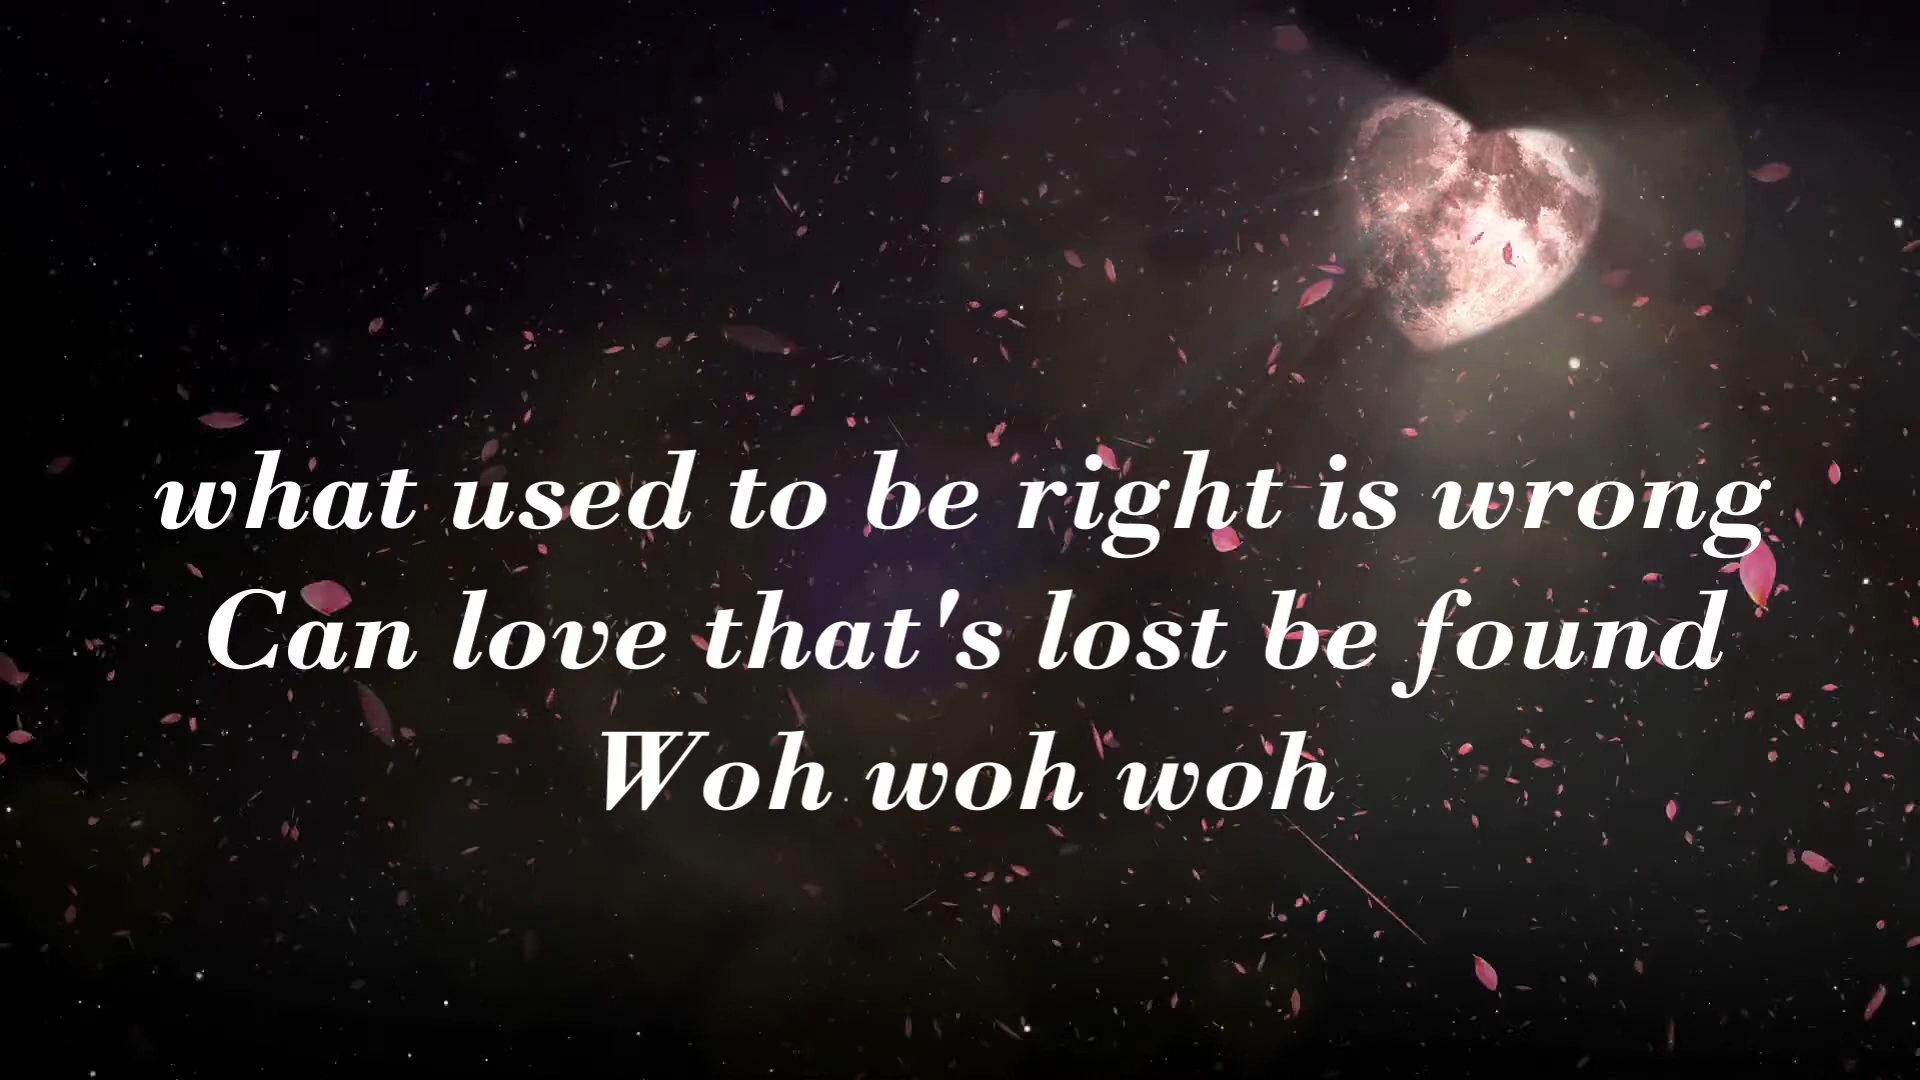 what used to be right is wrong
Can love that's lost be found
Woh woh woh